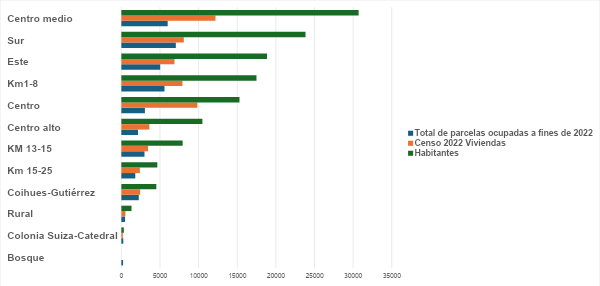 Centro medio
Sur
Este
Km1-8
Centro
Centro alto
KM 13-15
Km 15-25
Coihues-Gutiérrez
Rural
Colonia Suiza-Catedral
Bosque
0 5000 10000 15000 20000 25000 30000 35000
Total de parcelas ocupadas a fines de 2022
Censo 2022 Viviendas
Habitantes